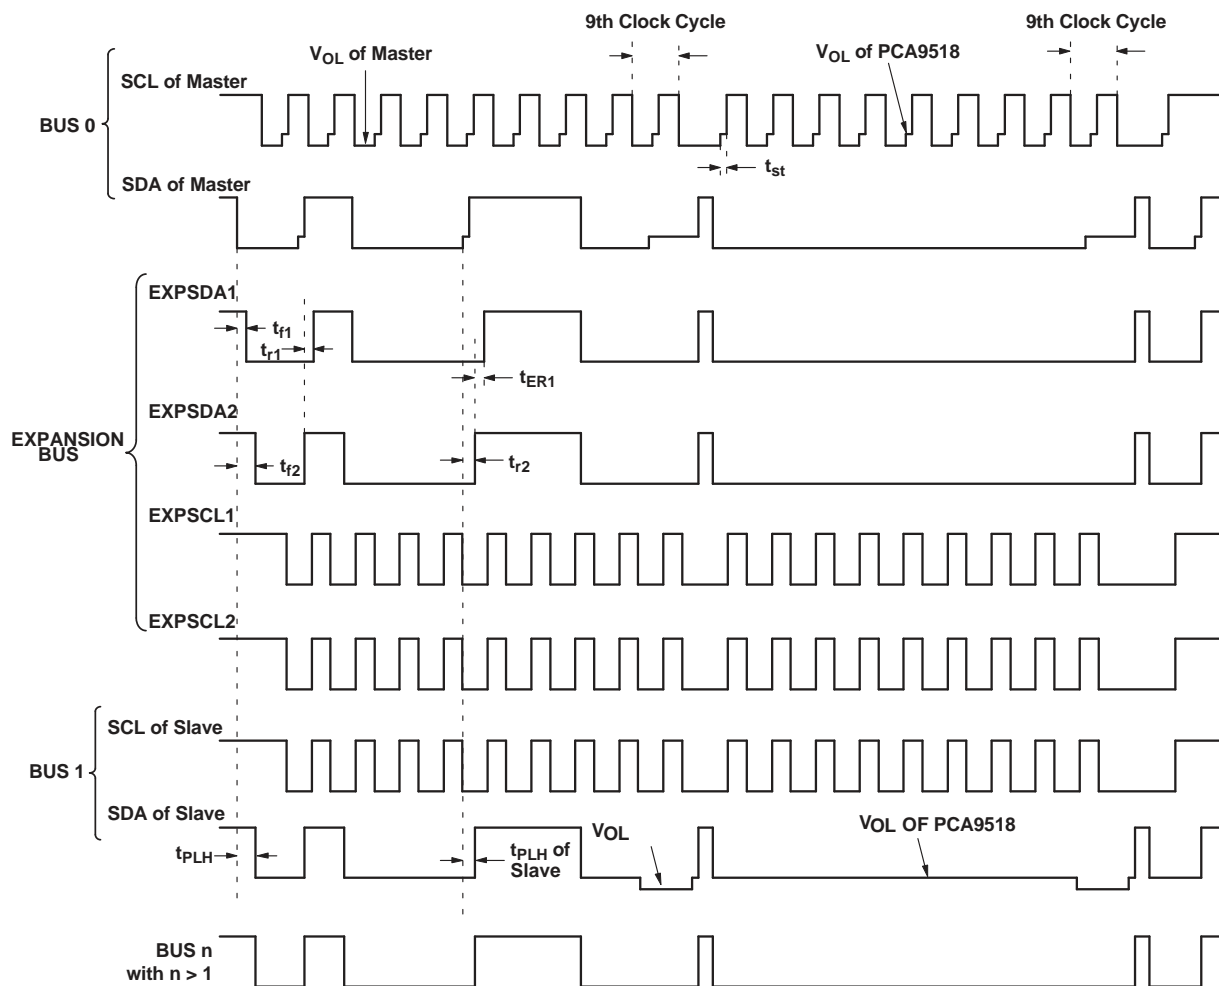 9th Clock Cycle
9th Clock Cycle
VOL of Master
VOL of PCA9518
SCL of Master
BUS 0
tst
SDA of Master
EXPSDA1
tf1
tr1
tER1
EXPSDA2
EXPANSION
BUS
tf2
tr2
EXPSCL1
EXPSCL2
SCL of Slave
BUS 1
SDA of Slave
VOL
VOL OF PCA9518
tPLH
tPLH of
Slave
BUS n
with n > 1